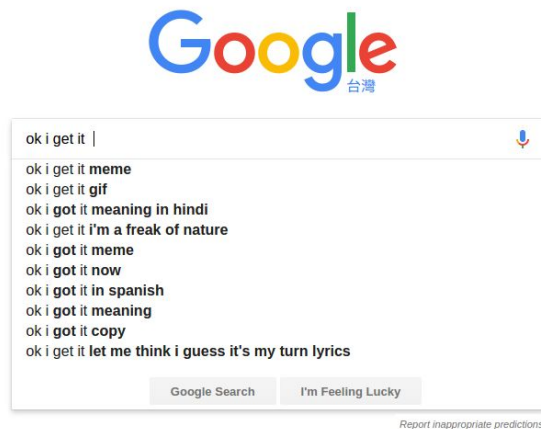 Google
台灣
ok i get it
ok i get it meme
ok i get it gif
ok i got it meaning in hindi
ok i get it i'm a freak of nature
ok i got it meme
ok i got it now
ok i got it in spanish
ok i got it meaning
ok i got it copy
ok i get it let me think i guess it's my turn lyrics
Google Search I'm Feeling Lucky
Report inappropriate predictions